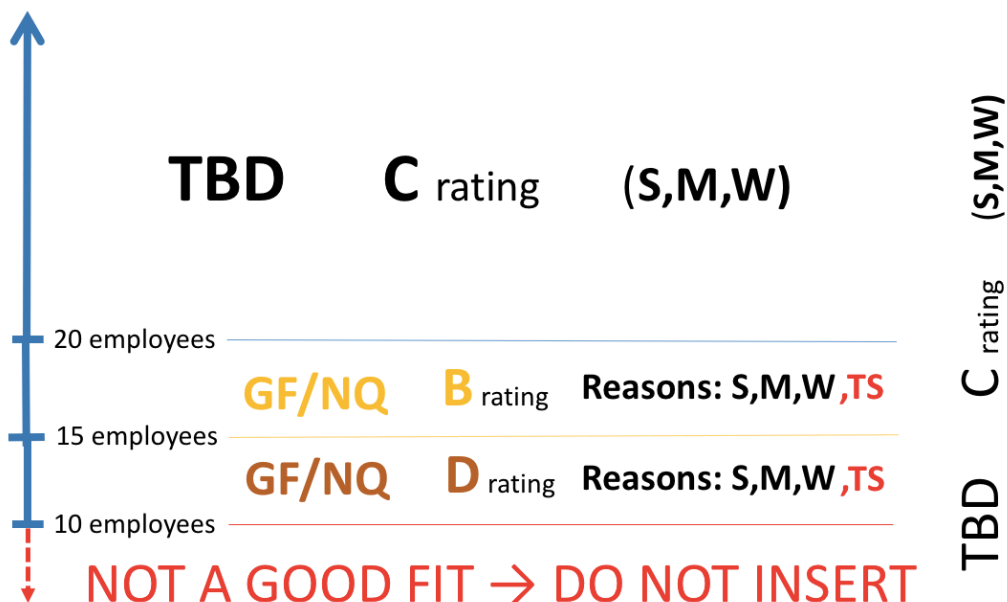 TBD C rating (S,M,W)
20 employees
GF/NQ B rating Reasons: S,M,W,TS
15 employees
GF/NQ D rating Reasons: S,M,W,TS
10 employees
NOT A GOOD FIT → DO NOT INSERT
TBD C rating (S,M,W)